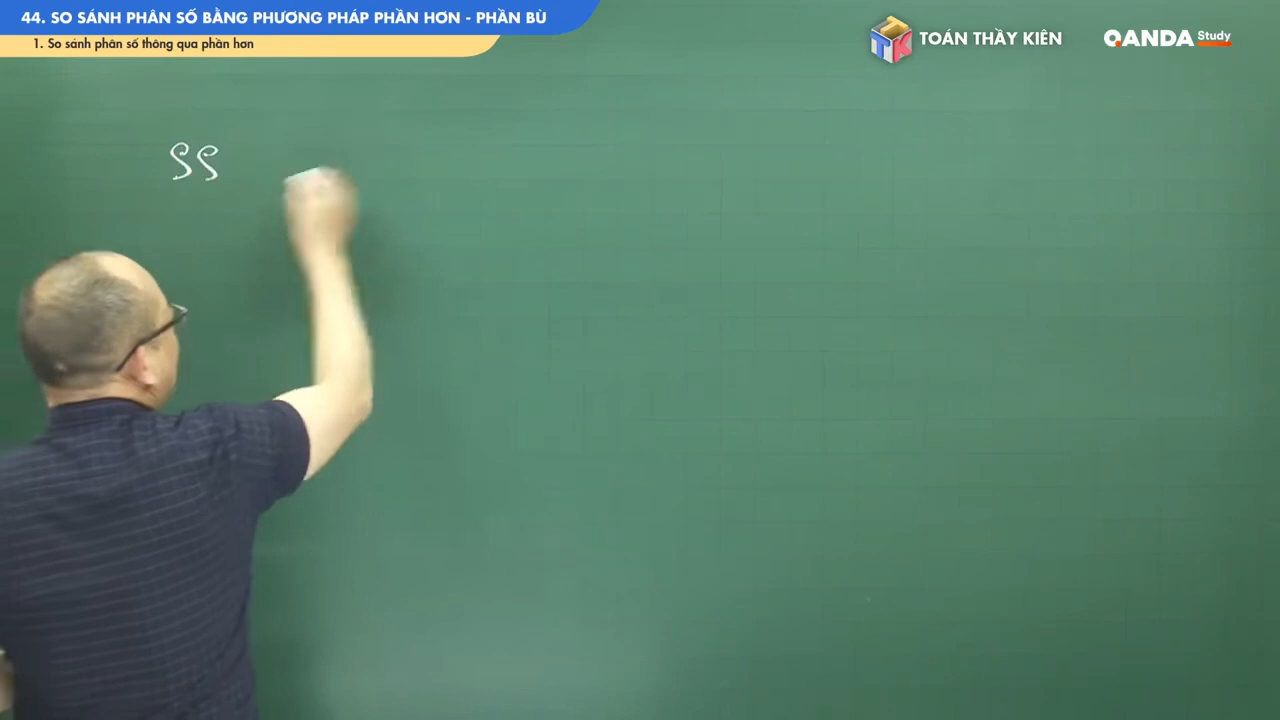 44. SO SÁNH PHÂN SỐ BẰNG PHƯƠNG PHÁP PHẦN HƠN - PHẦN BÙ
1. So sánh phân số thông qua phần hơn
TTK TOÁN THẦY KIÊN
QANDA Study
SS